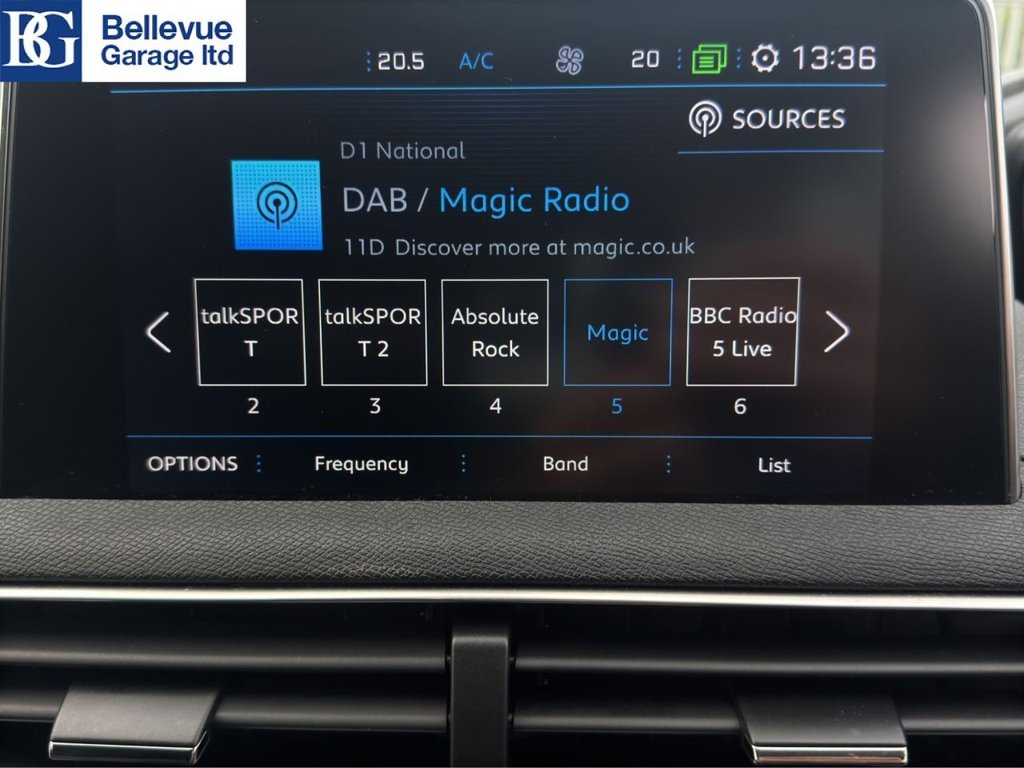 BG Bellevue
Garage ltd
20.5 A/C 20 13:36
SOURCES
D1 National
DAB / Magic Radio
11D Discover more at magic.co.uk
talkSPOR talkSPOR Absolute Magic BBC Radio
T T 2 Rock 5 Live
2 3 4 5 6
OPTIONS Frequency Band List